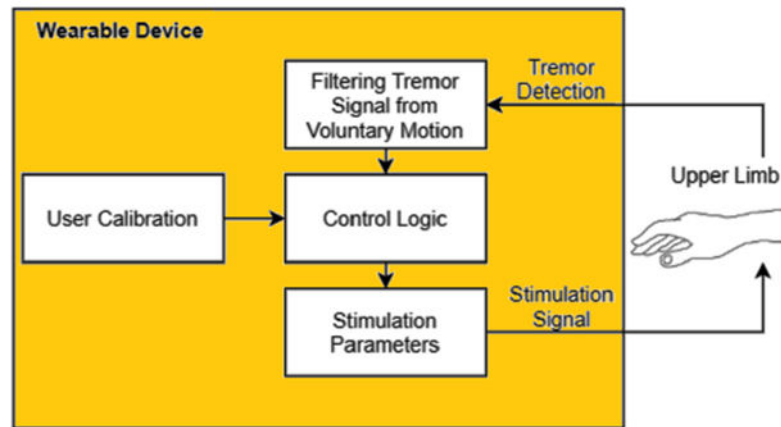 Wearable Device
Filtering Tremor
Signal from
Voluntary Motion
Tremor
Detection
Upper Limb
User Calibration
Control Logic
Stimulation
Parameters
Stimulation
Signal